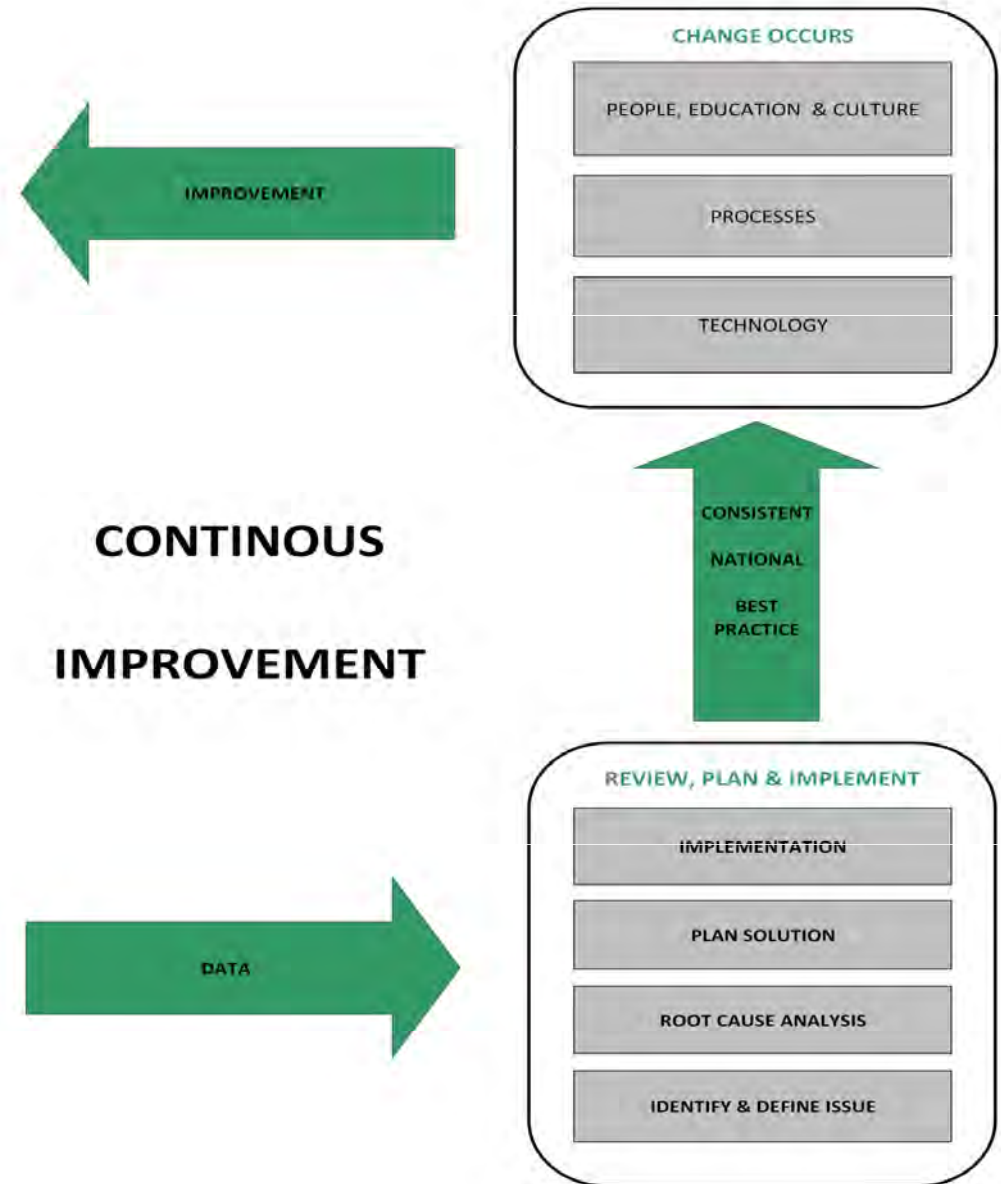 CHANGE OCCURS
PEOPLE, EDUCATION & CULTURE
PROCESSES
TECHNOLOGY
IMPROVEMENT
CONSISTENT
NATIONAL
BEST
PRACTICE
CONTINOUS
IMPROVEMENT
REVIEW, PLAN & IMPLEMENT
IMPLEMENTATION
PLAN SOLUTION
ROOT CAUSE ANALYSIS
IDENTIFY & DEFINE ISSUE
DATA